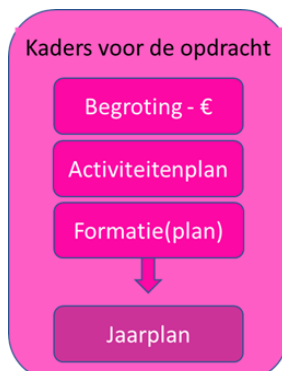 Kaders voor de opdracht
Begroting - €
Activiteitenplan
Formatie(plan)
Jaarplan